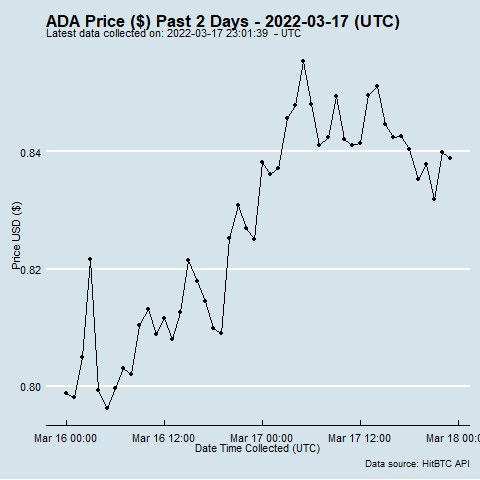 ADA Price ($) Past 2 Days - 2022-03-17 (UTC)
Latest data collected on: 2022-03-17 23:01:39  - UTC
Price USD ($)
0.84
0.82
0.80
Mar 16 00:00 Mar 16 12:00 Mar 17 00:00 Mar 17 12:00 Mar 18 00:00
Date Time Collected (UTC)
Data source: HitBTC API